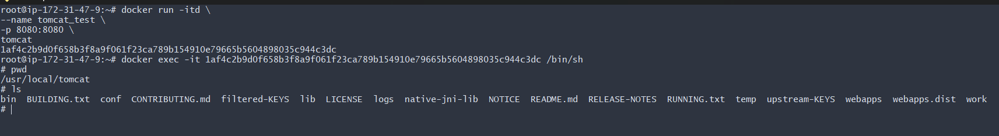 root@ip-172-31-47-9:~# docker run -itd \
--name tomcat_test \
-p 8080:8080 \
tomcat
1af4c2b9d0f658b3f8a9f061f23ca789b154910e79665b5604898035c944c3dc
root@ip-172-31-47-9:~# docker exec -it 1af4c2b9d0f658b3f8a9f061f23ca789b154910e79665b5604898035c944c3dc /bin/sh
# pwd
/usr/local/tomcat
# ls
bin  BUILDING.txt  conf  CONTRIBUTING.md  filtered-KEYS  lib  LICENSE  logs  native-jni-lib  NOTICE  README.md  RELEASE-NOTES  RUNNING.txt  temp  upstream-KEYS  webapps  webapps.dist  work
#